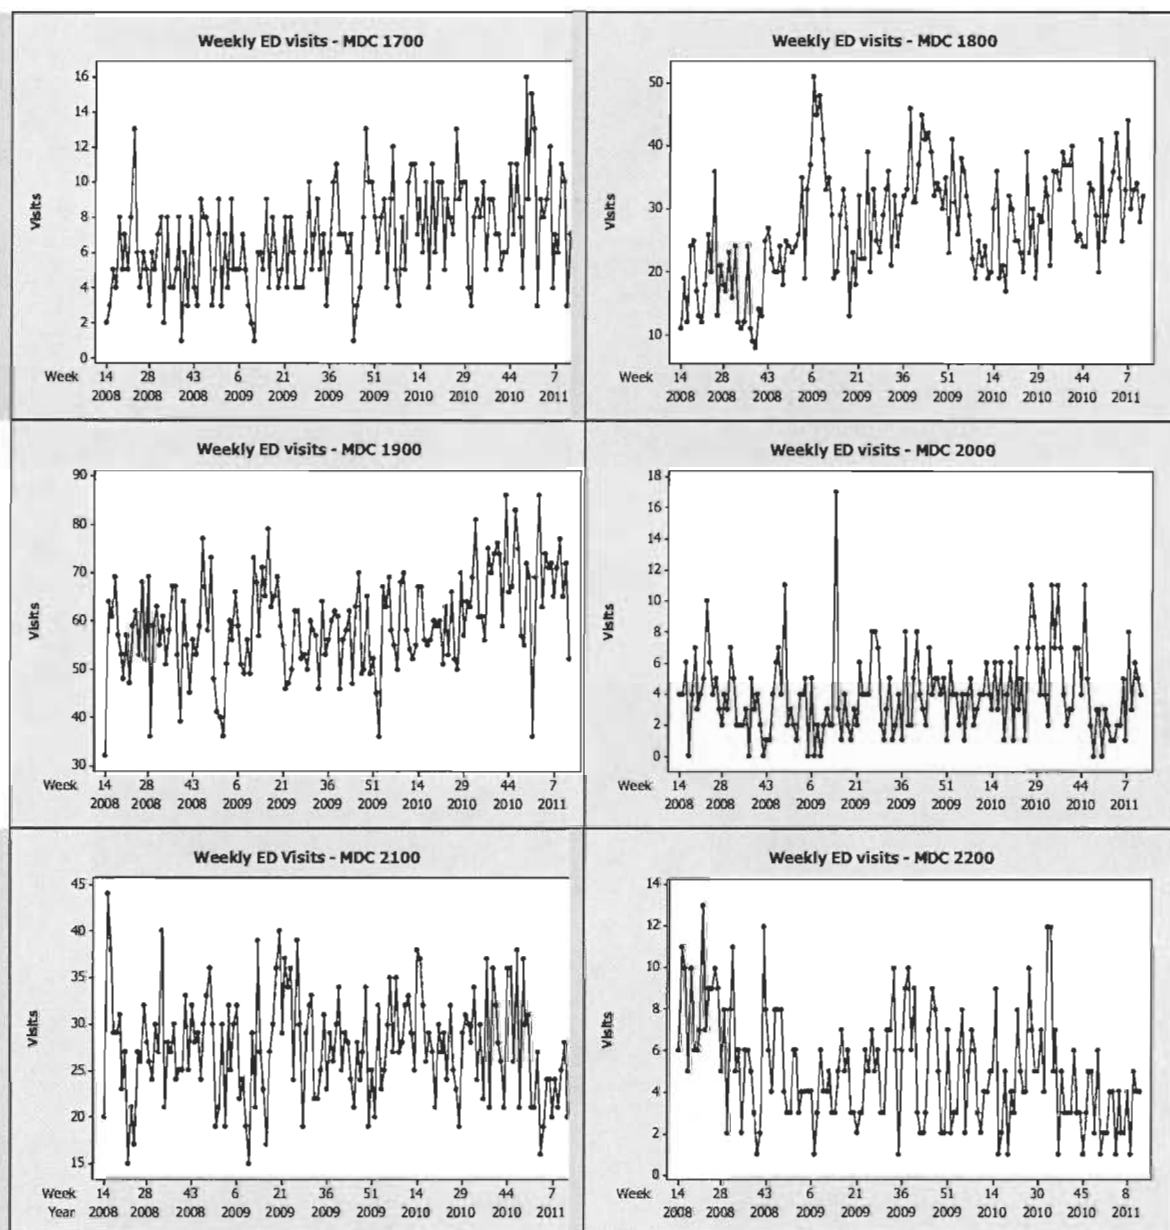 Weekly ED visits - MDC 1700
16
14
12
10
8
6
4
2
0
Visits
Week 14 28 43 6 21 36 51 14 29 44 7
2008 2008 2008 2009 2009 2009 2009 2010 2010 2010 2011
Weekly ED visits - MDC 1800
50
40
30
20
10
Visits
Week 14 28 43 6 21 36 51 14 29 44 7
2008 2008 2008 2009 2009 2009 2009 2010 2010 2010 2011
Weekly ED visits - MDC 1900
90
80
70
60
50
40
30
Visits
Week 14 28 43 6 21 36 51 14 29 44 7
2008 2008 2008 2009 2009 2009 2009 2010 2010 2010 2011
Weekly ED visits - MDC 2000
18
16
14
12
10
8
6
4
2
0
Visits
Week 14 28 43 6 21 36 51 14 29 44 7
2008 2008 2008 2009 2009 2009 2009 2010 2010 2010 2011
Weekly ED Visits - MDC 2100
45
40
35
30
25
20
15
Visits
Week 14 28 43 6 21 36 51 14 29 44 7
Year 2008 2008 2008 2009 2009 2009 2009 2010 2010 2010 2011
Weekly ED visits - MDC 2200
14
12
10
8
6
4
2
0
Visits
Week 14 28 43 6 21 36 51 14 30 45 8
2008 2008 2008 2009 2009 2009 2009 2010 2010 2010 2011